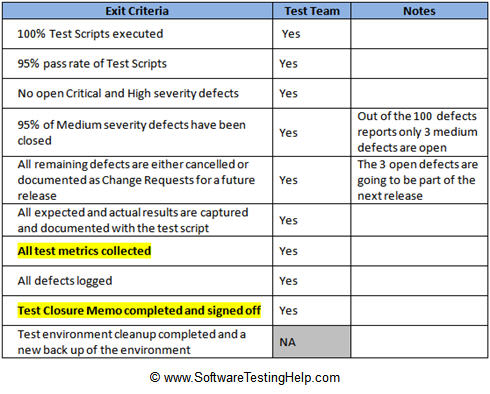 Exit Criteria Test Team Notes
100% Test Scripts executed Yes
95% pass rate of Test Scripts Yes
No open Critical and High severity defects Yes
95% of Medium severity defects have been
closed
Yes
Out of the 100 defects
reports only 3 medium
defects are open
All remaining defects are either cancelled or
documented as Change Requests for a future
release
Yes
The 3 open defects are
going to be part of the
next release
All expected and actual results are captured
and documented with the test script
Yes
All test metrics collected Yes
All defects logged Yes
Test Closure Memo completed and signed off Yes
Test environment cleanup completed and a
new back up of the environment
NA
© www.SoftwareTestingHelp.com